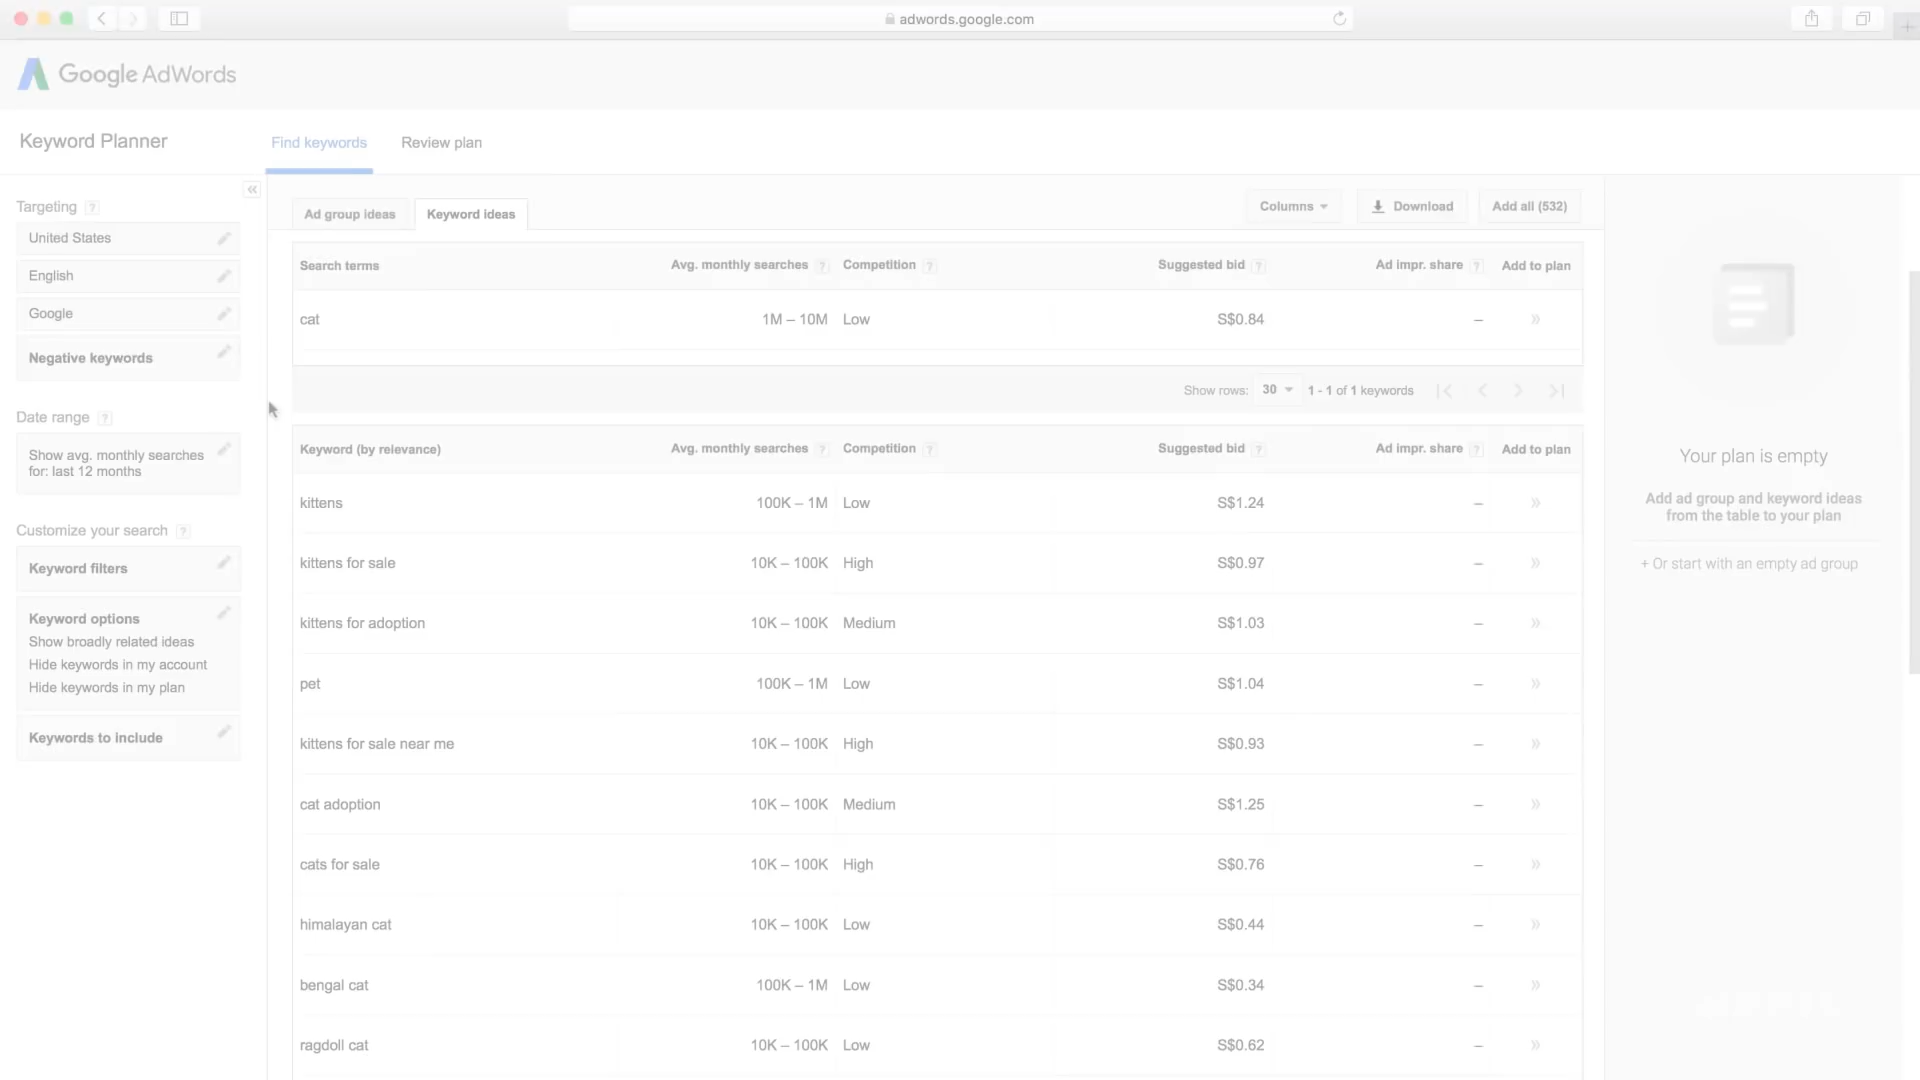 adwords.google.com
Google AdWords
Keyword Planner
Find keywords
Review plan
Targeting ?
United States
English
Google
Negative keywords
Date range ?
Show avg. monthly searches
for: last 12 months
Customize your search ?
Keyword filters
Keyword options
Show broadly related ideas
Hide keywords in my account
Hide keywords in my plan
Keywords to include
Ad group ideas
Keyword ideas
Columns
Download
Add all (532)
Search terms Avg. monthly searches ? Competition ? Suggested bid ? Ad impr. share ? Add to plan
cat 1M – 10M Low S$0.84 – »
Show rows: 30 1 - 1 of 1 keywords
Keyword (by relevance) Avg. monthly searches ? Competition ? Suggested bid ? Ad impr. share ? Add to plan
kittens 100K – 1M Low S$1.24 – »
kittens for sale 10K – 100K High S$0.97 – »
kittens for adoption 10K – 100K Medium S$1.03 – »
pet 100K – 1M Low S$1.04 – »
kittens for sale near me 10K – 100K High S$0.93 – »
cat adoption 10K – 100K Medium S$1.25 – »
cats for sale 10K – 100K High S$0.76 – »
himalayan cat 10K – 100K Low S$0.44 – »
bengal cat 100K – 1M Low S$0.34 – »
ragdoll cat 10K – 100K Low S$0.62 – »
Your plan is empty
Add ad group and keyword ideas
from the table to your plan
+ Or start with an empty ad group